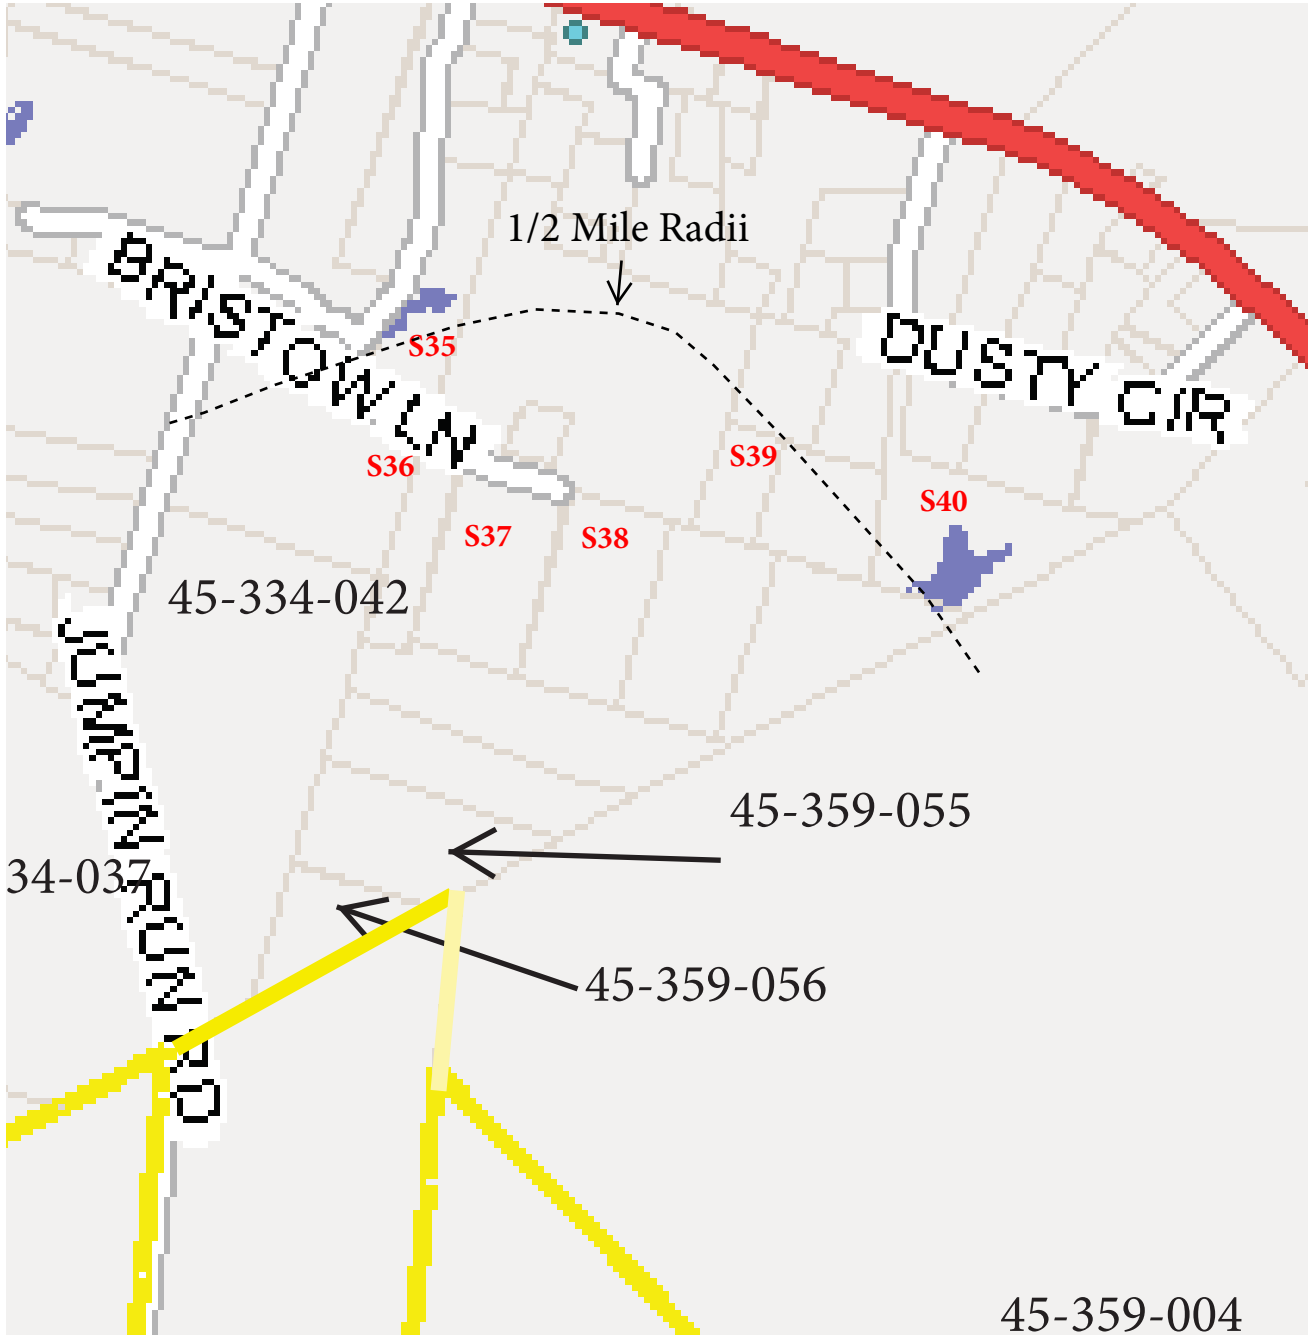 1/2 Mile Radii
BRISTOW LN
S35
DUSTY CIR
S36
S39
S40
S37
S38
45-334-042
JUMPIN RUN RD
45-359-055
34-037
45-359-056
45-359-004